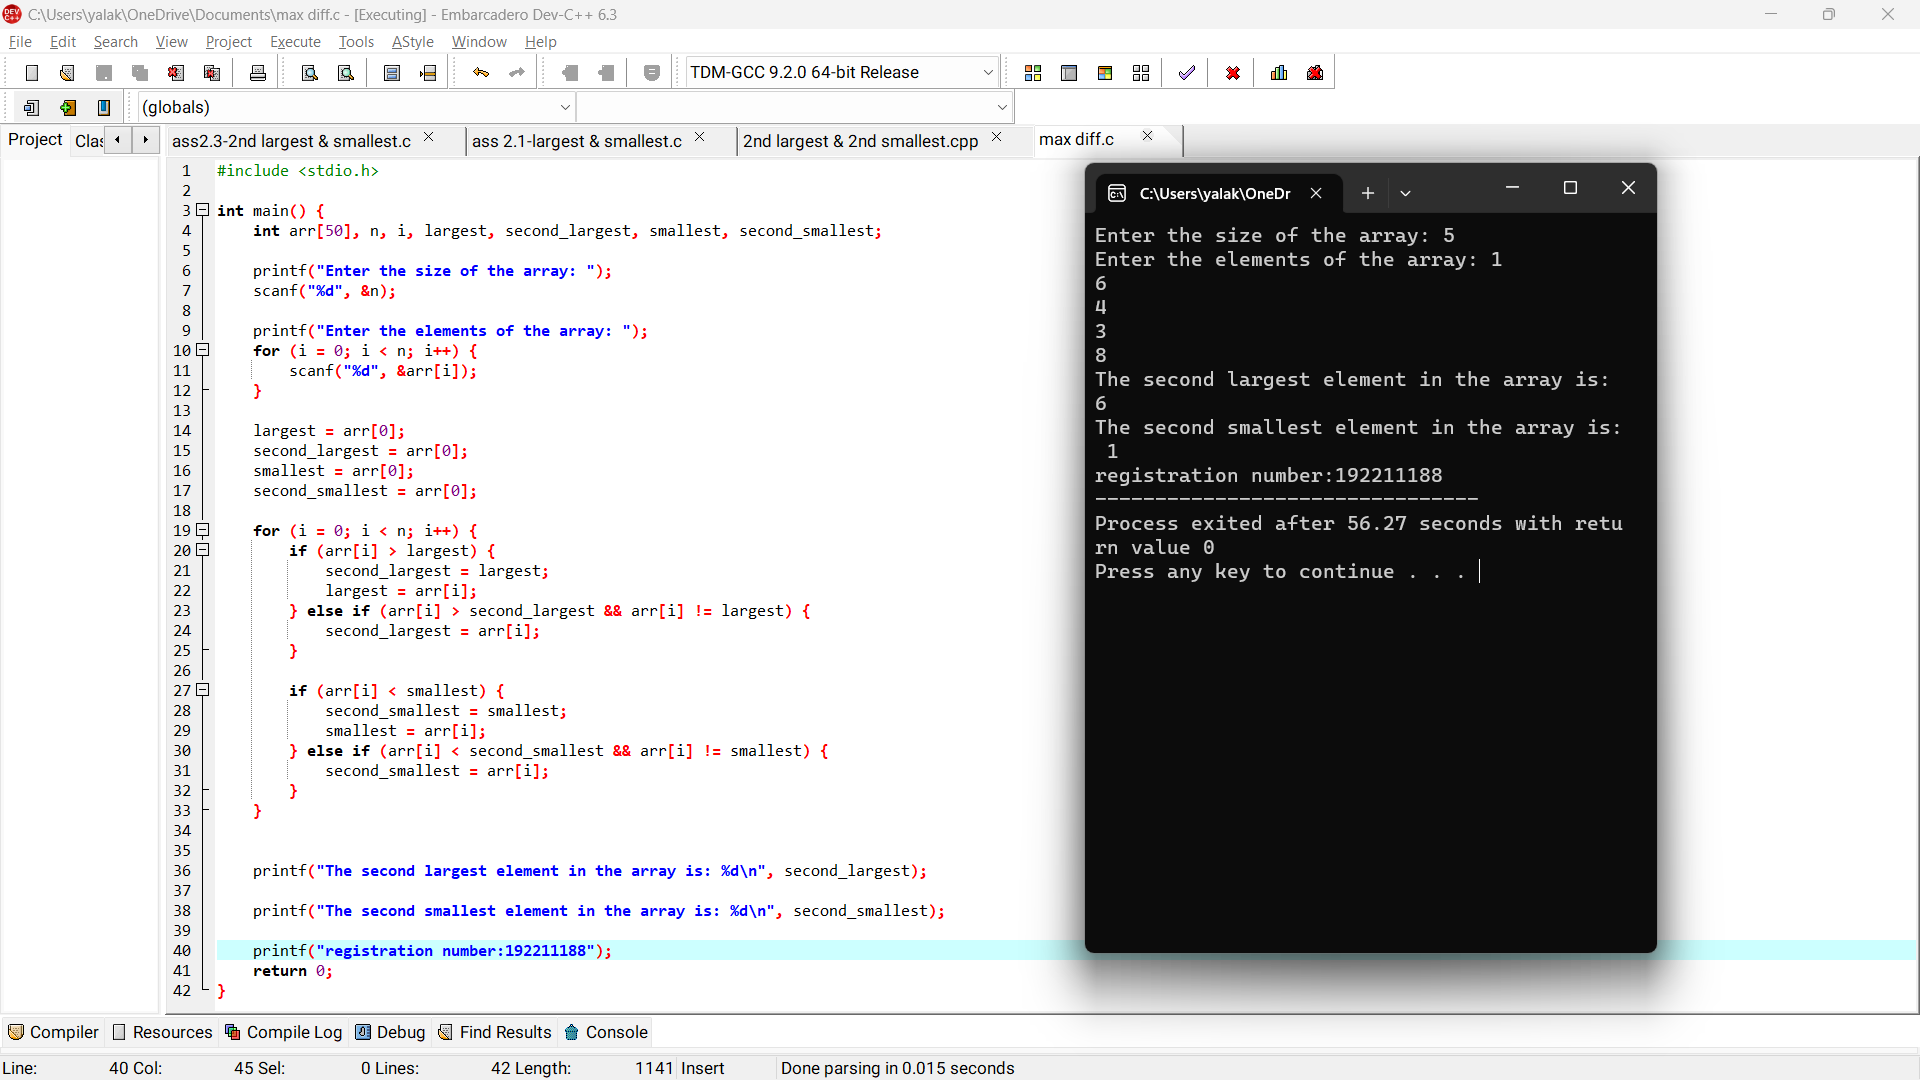 C:\Users\yalak\OneDrive\Documents\max diff.c - [Executing] - Embarcadero Dev-C++ 6.3
File Edit Search View Project Execute Tools AStyle Window Help
TDM-GCC 9.2.0 64-bit Release
(globals)
Project Clas
ass2.3-2nd largest & smallest.c ass 2.1-largest & smallest.c 2nd largest & 2nd smallest.cpp max diff.c
1 #include <stdio.h>
2
3 int main() {
4 int arr[50], n, i, largest, second_largest, smallest, second_smallest;
5
6 printf("Enter the size of the array: ");
7 scanf("%d", &n);
8
9 printf("Enter the elements of the array: ");
10 for (i = 0; i < n; i++) {
11 scanf("%d", &arr[i]);
12 }
13
14 largest = arr[0];
15 second_largest = arr[0];
16 smallest = arr[0];
17 second_smallest = arr[0];
18
19 for (i = 0; i < n; i++) {
20 if (arr[i] > largest) {
21 second_largest = largest;
22 largest = arr[i];
23 } else if (arr[i] > second_largest && arr[i] != largest) {
24 second_largest = arr[i];
25 }
26
27 if (arr[i] < smallest) {
28 second_smallest = smallest;
29 smallest = arr[i];
30 } else if (arr[i] < second_smallest && arr[i] != smallest) {
31 second_smallest = arr[i];
32 }
33 }
34
35
36 printf("The second largest element in the array is: %d\n", second_largest);
37
38 printf("The second smallest element in the array is: %d\n", second_smallest);
39
40 printf("registration number:192211188");
41 return 0;
42 }
C:\Users\yalak\OneDr
Enter the size of the array: 5
Enter the elements of the array: 1
6
4
3
8
The second largest element in the array is:
6
The second smallest element in the array is:
1
registration number:192211188
--------------------------------
Process exited after 56.27 seconds with retu
rn value 0
Press any key to continue . . .
Compiler Resources Compile Log Debug Find Results Console
Line: 40 Col: 45 Sel: 0 Lines: 42 Length: 1141 Insert Done parsing in 0.015 seconds